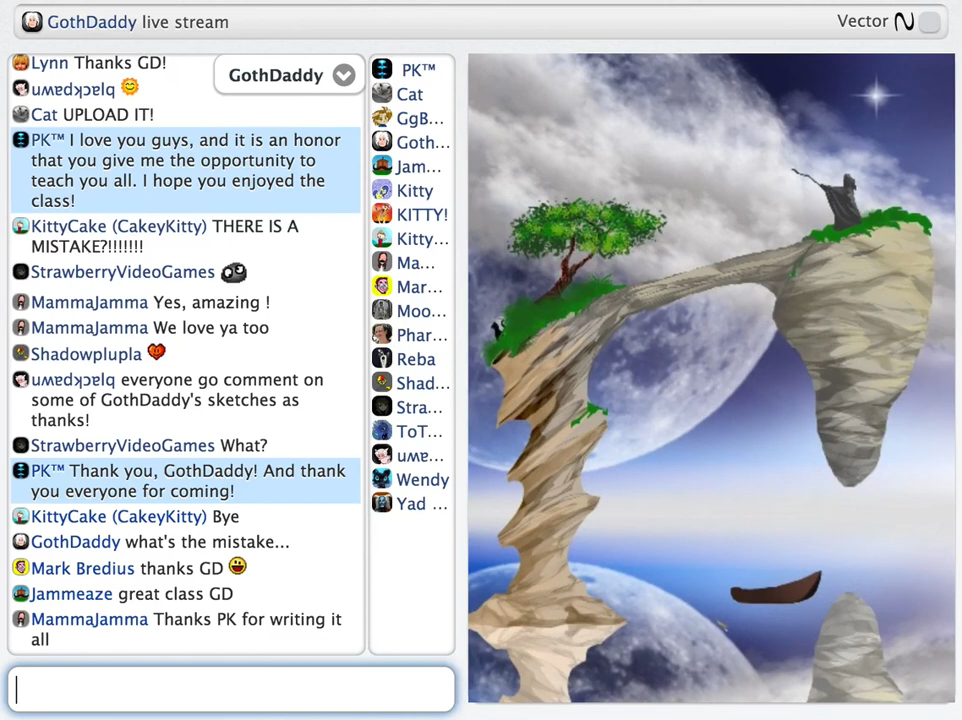 GothDaddy live stream
Vector
Lynn Thanks GD!
GothDaddy
uʍɐdʞɔɐlq
Cat UPLOAD IT!
PK™ I love you guys, and it is an honor
that you give me the opportunity to
teach you all. I hope you enjoyed the
class!
KittyCake (CakeyKitty) THERE IS A
MISTAKE?!!!!!!!
StrawberryVideoGames
MammaJamma Yes, amazing !
MammaJamma We love ya too
Shadowplupla
uʍɐdʞɔɐlq everyone go comment on
some of GothDaddy's sketches as
thanks!
StrawberryVideoGames What?
PK™ Thank you, GothDaddy! And thank
you everyone for coming!
KittyCake (CakeyKitty) Bye
GothDaddy what's the mistake...
Mark Bredius thanks GD
Jammeaze great class GD
MammaJamma Thanks PK for writing it
all
PK™
Cat
GgB...
Goth...
Jam...
Kitty
KITTY!
Kitty...
Ma...
Mar...
Moo...
Phar...
Reba
Shad...
Stra...
ToT...
uʍɐ...
Wendy
Yad ...